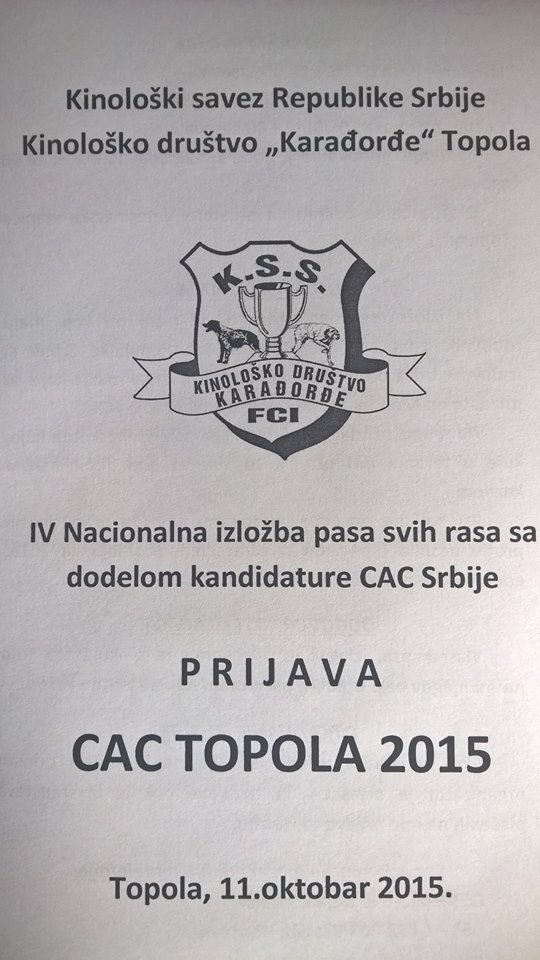 Kinološki savez Republike Srbije
Kinološko društvo „Karađorđe“ Topola
K.S.S.
KINOLOŠKO DRUŠTVO
KARAĐORĐE
FCI
IV Nacionalna izložba pasa svih rasa sa
dodelom kandidature CAC Srbije
PRIJAVA
CAC TOPOLA 2015
Topola, 11.oktobar 2015.